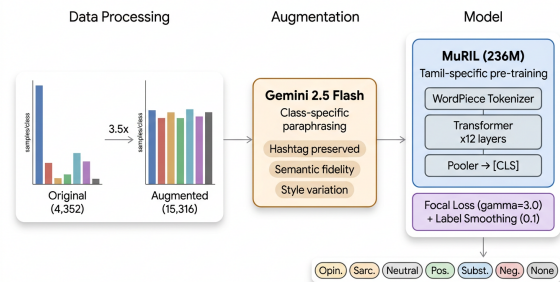 Data Processing
Augmentation
Model
samples/class
Original
(4,352)
3.5x
samples/class
Augmented
(15,316)
Gemini 2.5 Flash
Class-specific
paraphrasing
Hashtag preserved
Semantic fidelity
Style variation
MuRIL (236M)
Tamil-specific pre-training
WordPiece Tokenizer
Transformer
x12 layers
Pooler → [CLS]
Focal Loss (gamma=3.0)
+ Label Smoothing (0.1)
Opin. Sarc. Neutral Pos. Subst. Neg. None